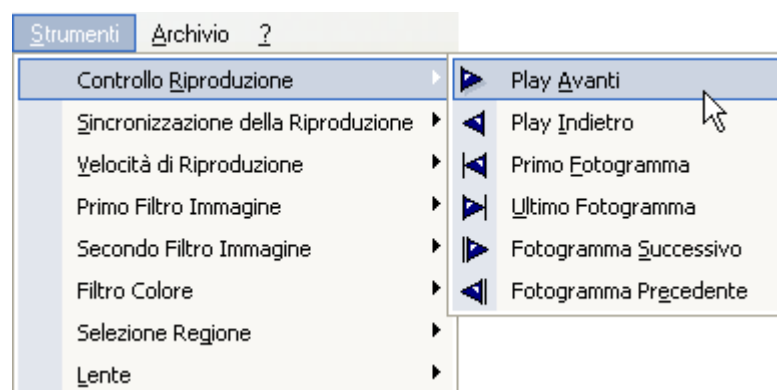 Strumenti Archivio ?
Controllo Riproduzione
Sincronizzazione della Riproduzione
Velocità di Riproduzione
Primo Filtro Immagine
Secondo Filtro Immagine
Filtro Colore
Selezione Regione
Lente
Play Avanti
Play Indietro
Primo Fotogramma
Ultimo Fotogramma
Fotogramma Successivo
Fotogramma Precedente